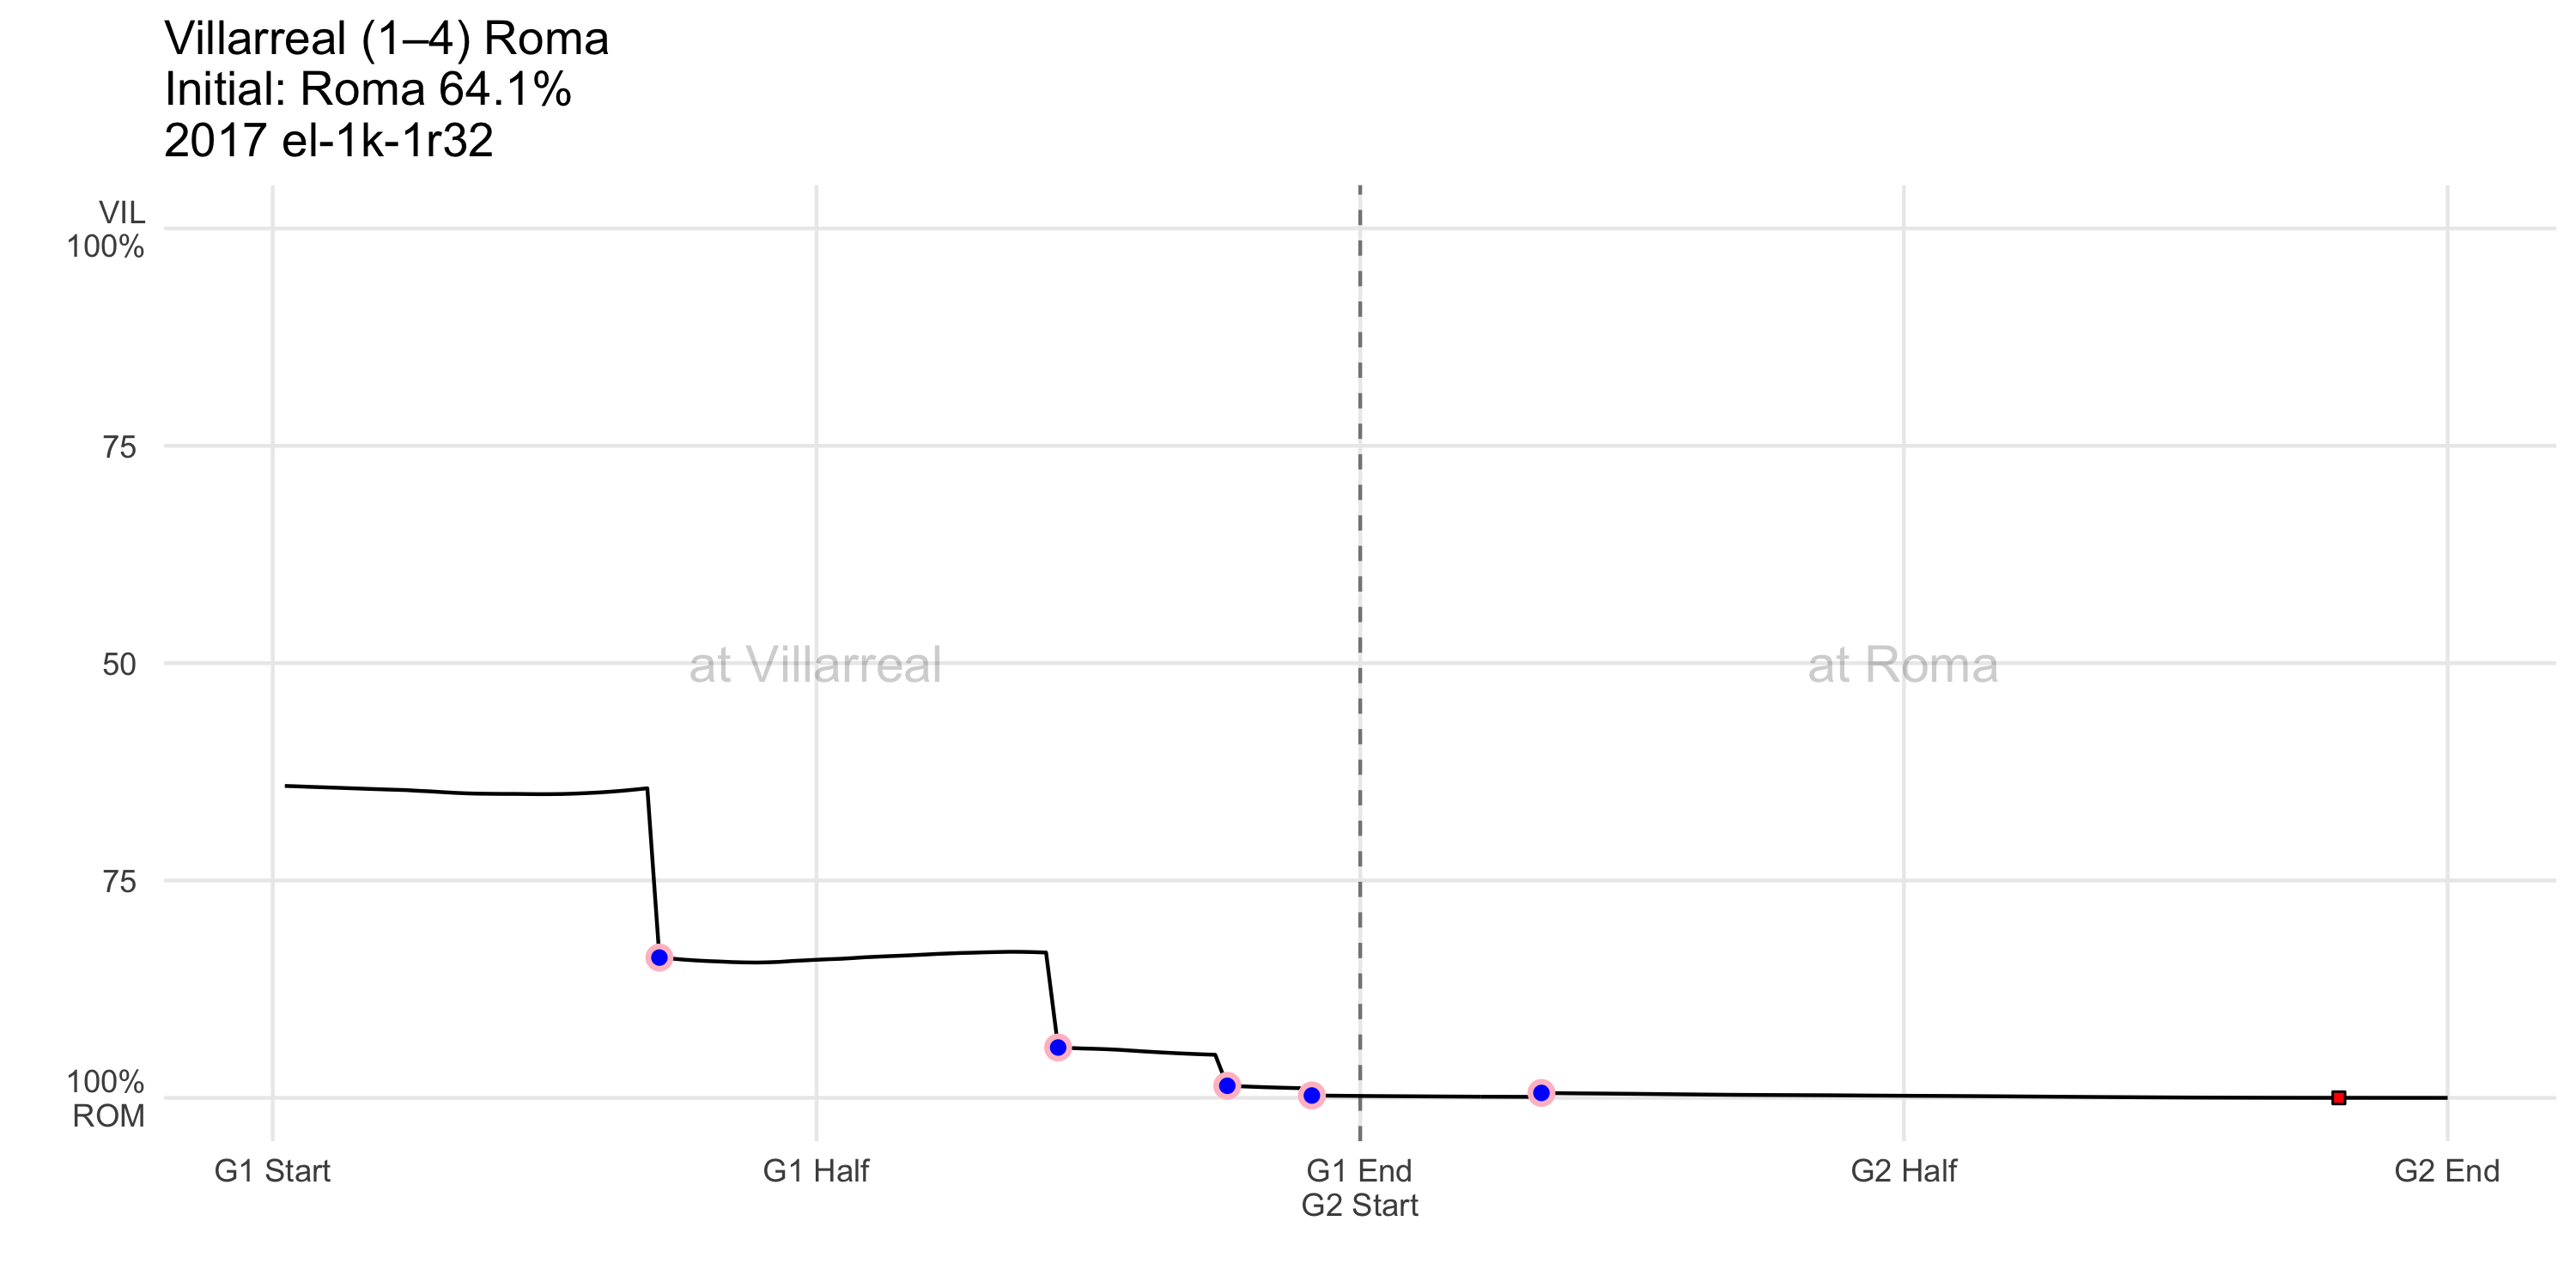 Villarreal (1–4) Roma
Initial: Roma 64.1%
2017 el-1k-1r32
VIL
100%
75
50
75
100%
ROM
at Villarreal
at Roma
G1 Start
G1 Half
G1 End
G2 Start
G2 Half
G2 End